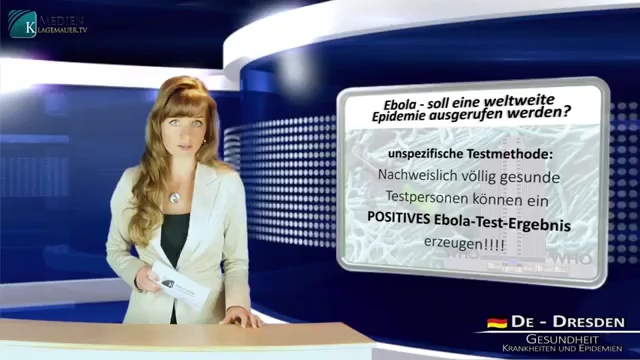 MEDIEN
KLAGEMAUER.TV
Ebola - soll eine weltweite
Epidemie ausgerufen werden?
unspezifische Testmethode:
Nachweislich völlig gesunde
Testpersonen können ein
POSITIVES Ebola-Test-Ergebnis
erzeugen!!!!
WHO
WHO
DE - DRESDEN
GESUNDHEIT
KRANKHEITEN UND EPIDEMIEN